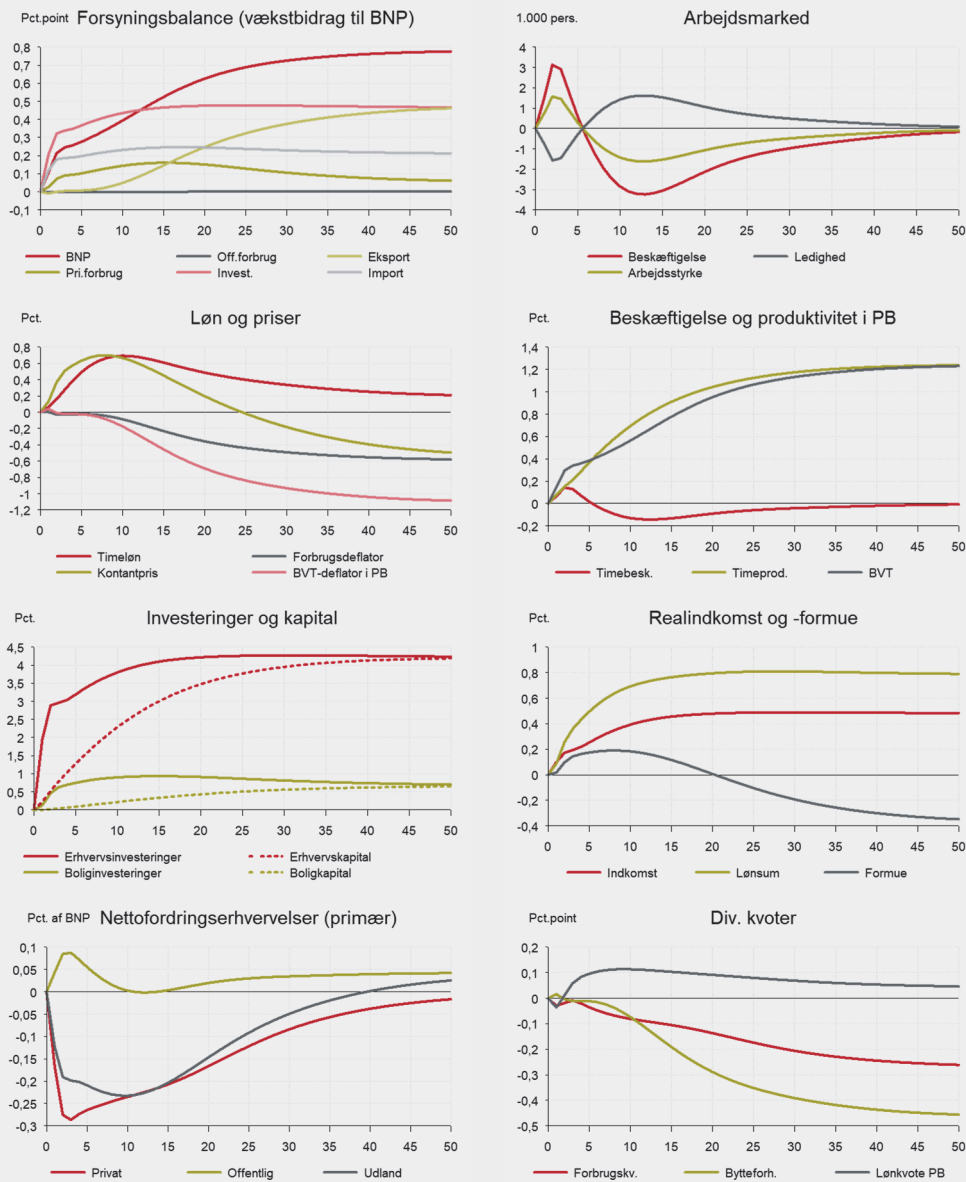 Pct.point Forsyningsbalance (vækstbidrag til BNP)
0,8
0,7
0,6
0,5
0,4
0,3
0,2
0,1
0
-0,1
0 5 10 15 20 25 30 35 40 45 50
BNP Off.forbrug Eksport
Pri.forbrug Invest. Import
1.000 pers. Arbejdsmarked
4
3
2
1
0
-1
-2
-3
-4
0 5 10 15 20 25 30 35 40 45 50
Beskæftigelse Ledighed
Arbejdsstyrke
Pct. Løn og priser
0,8
0,6
0,4
0,2
0
-0,2
-0,4
-0,6
-0,8
-1
-1,2
0 5 10 15 20 25 30 35 40 45 50
Timeløn Forbrugsdeflator
Kontantpris BVT-deflator i PB
Pct. Beskæftigelse og produktivitet i PB
1,4
1,2
1
0,8
0,6
0,4
0,2
0
-0,2
0 5 10 15 20 25 30 35 40 45 50
Timebesk. Timeprod. BVT
Pct. Investeringer og kapital
4,5
4
3,5
3
2,5
2
1,5
1
0,5
0
0 5 10 15 20 25 30 35 40 45 50
Erhvervsinvesteringer Erhvervskapital
Boliginvesteringer Boligkapital
Pct. Realindkomst og -formue
1
0,8
0,6
0,4
0,2
0
-0,2
-0,4
0 5 10 15 20 25 30 35 40 45 50
Indkomst Lønsum Formue
Pct. af BNP Nettofordringserhvervelser (primær)
0,1
0,05
0
-0,05
-0,1
-0,15
-0,2
-0,25
-0,3
0 5 10 15 20 25 30 35 40 45 50
Privat Offentlig Udland
Pct.point Div. kvoter
0,2
0,1
0
-0,1
-0,2
-0,3
-0,4
-0,5
0 5 10 15 20 25 30 35 40 45 50
Forbrugskv. Bytteforh. Lønkvote PB